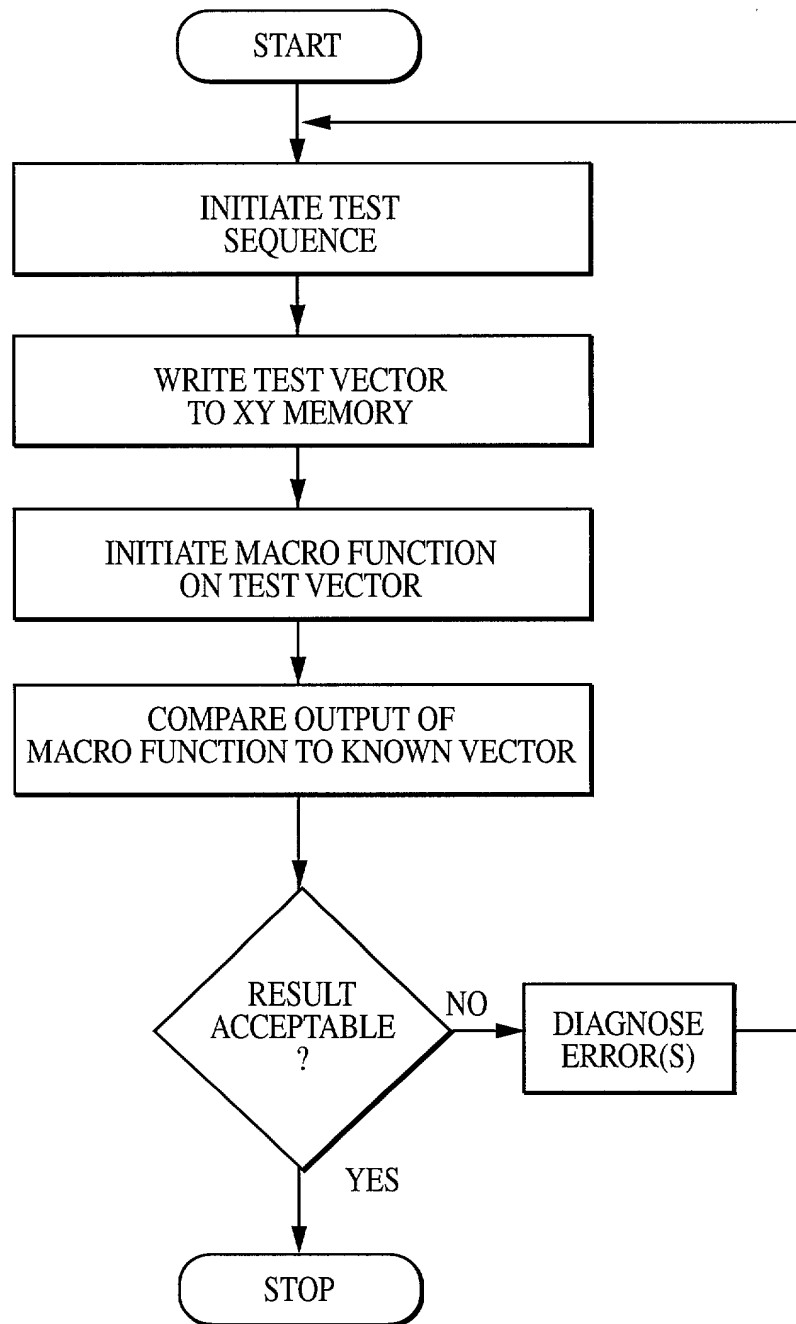 START
INITIATE TEST
SEQUENCE
WRITE TEST VECTOR
TO XY MEMORY
INITIATE MACRO FUNCTION
ON TEST VECTOR
COMPARE OUTPUT OF
MACRO FUNCTION TO KNOWN VECTOR
RESULT
ACCEPTABLE
?
NO
DIAGNOSE
ERROR(S)
YES
STOP